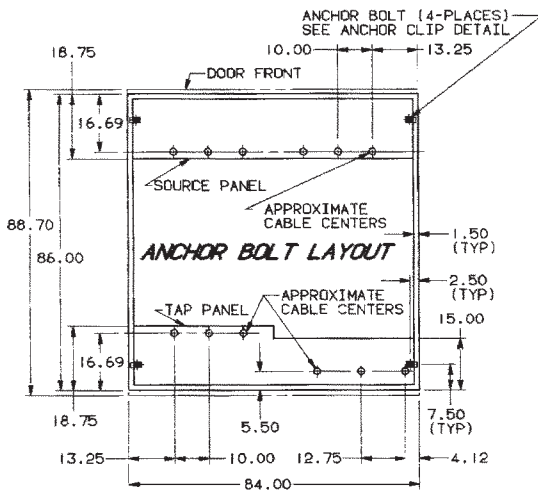 ANCHOR BOLT (4-PLACES)
SEE ANCHOR CLIP DETAIL
18.75
10.00
13.25
DOOR FRONT
16.69
SOURCE PANEL
APPROXIMATE
CABLE CENTERS
88.70
86.00
1.50
(TYP)
ANCHOR BOLT LAYOUT
2.50
(TYP)
TAP PANEL
APPROXIMATE
CABLE CENTERS
15.00
16.69
18.75
5.50
7.50
(TYP)
13.25
10.00
12.75
4.12
84.00